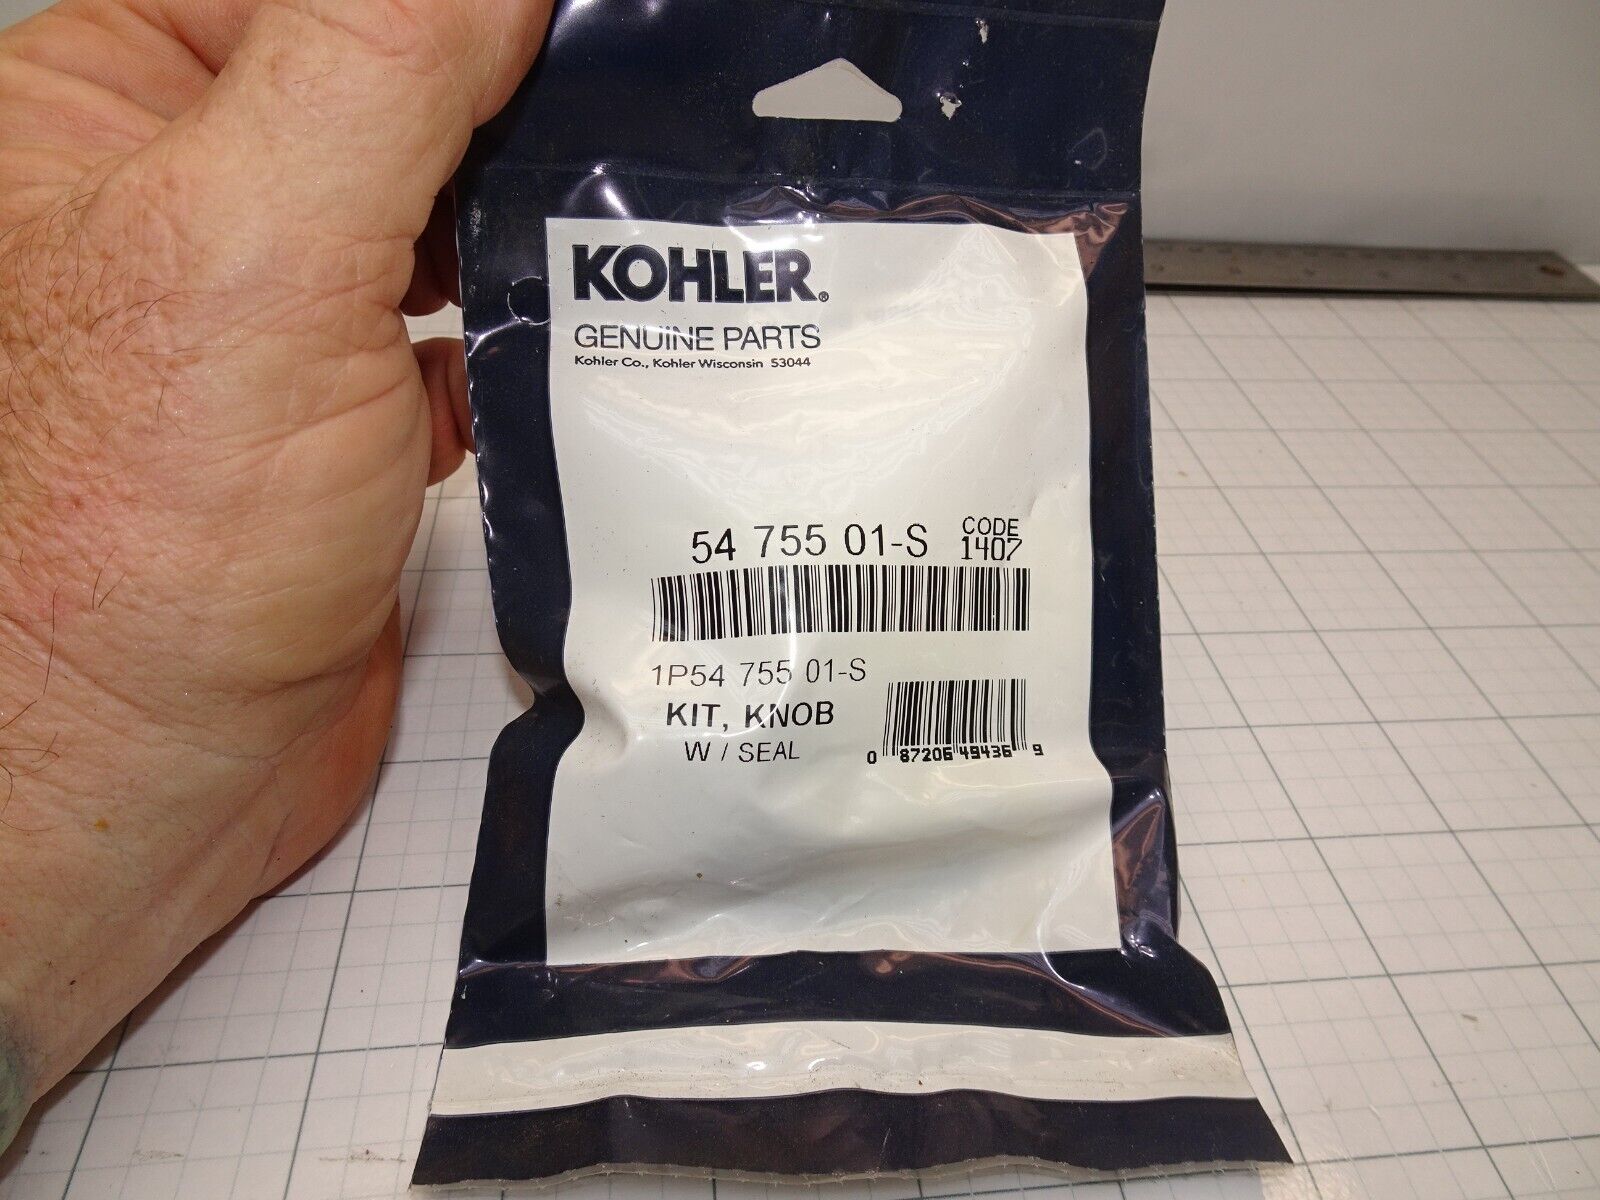 KOHLER®
GENUINE PARTS
Kohler Co., Kohler Wisconsin 53044
54 755 01-S
CODE
1407
1P54 755 01-S
KIT, KNOB
W / SEAL
0 87206 49436 9